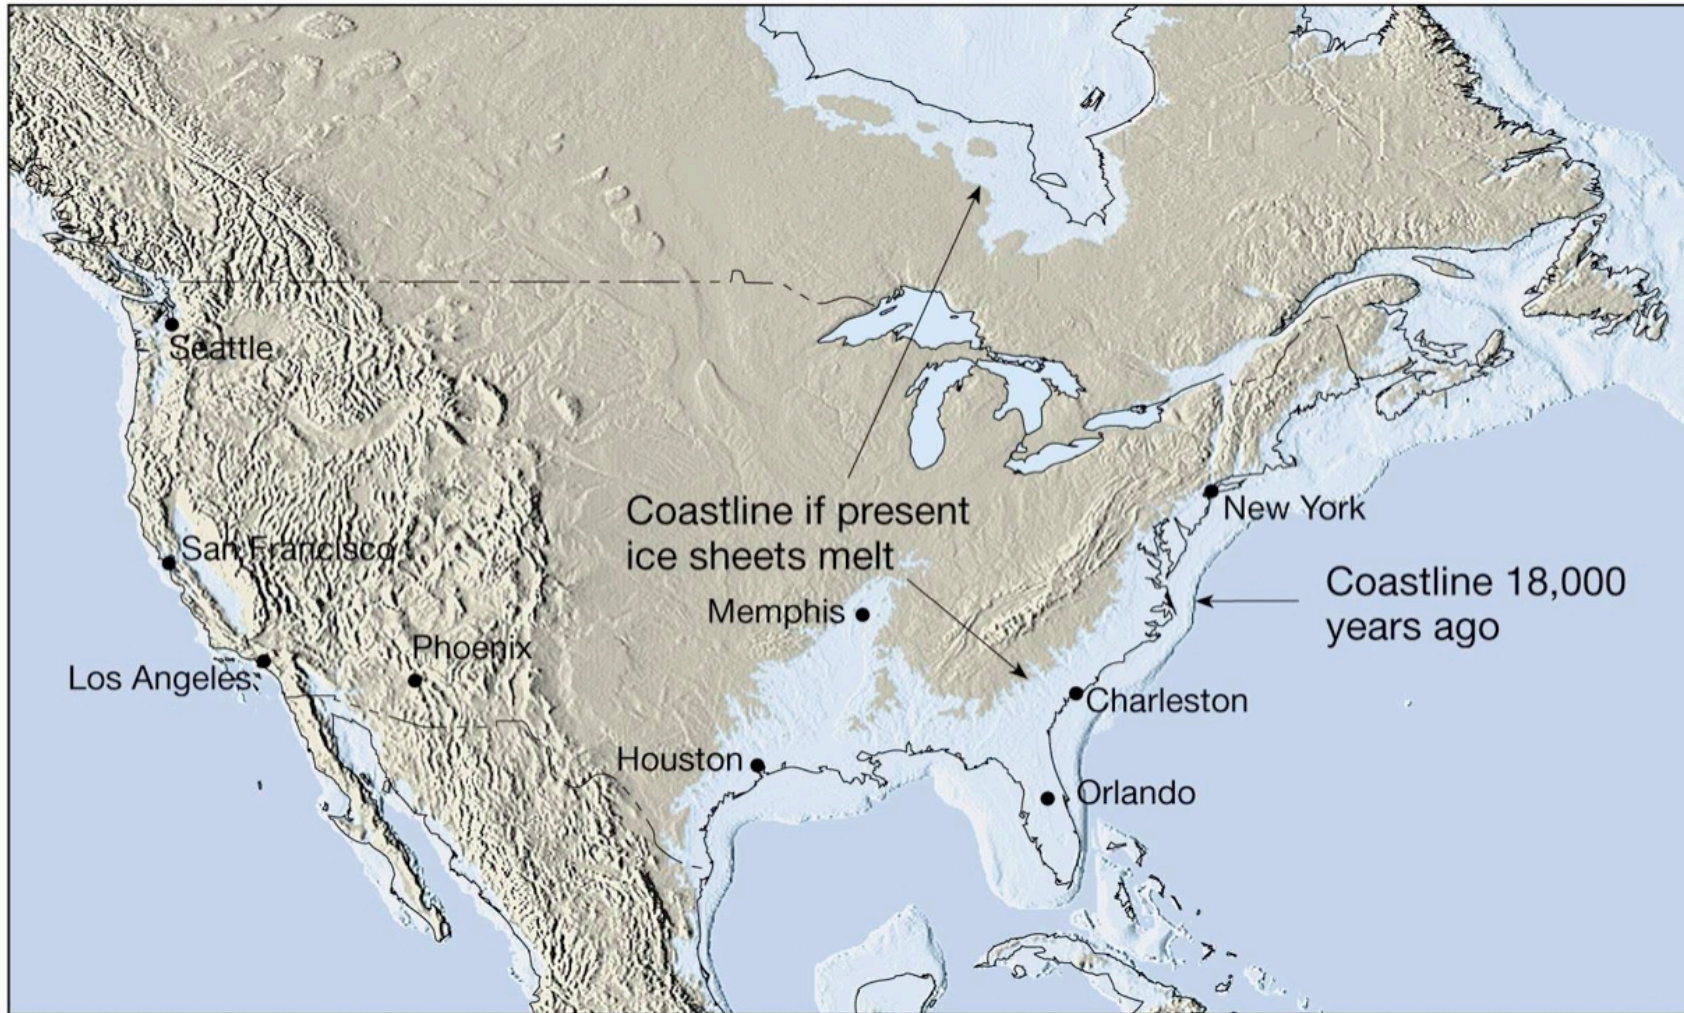 Seattle
Coastline if present
ice sheets melt
New York
San Francisco
Coastline 18,000
years ago
Memphis
Phoenix
Los Angeles
Charleston
Houston
Orlando